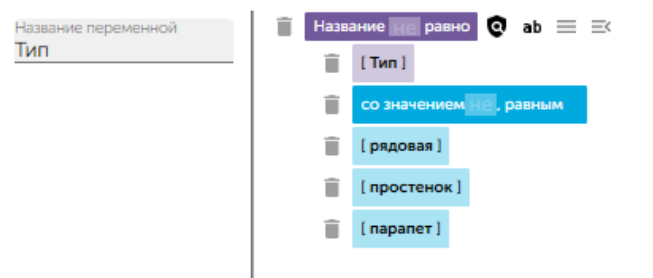 Название переменной
Тип
Название не равно ab
[ Тип ]
со значением не , равным
[ рядовая ]
[ простенок ]
[ парапет ]